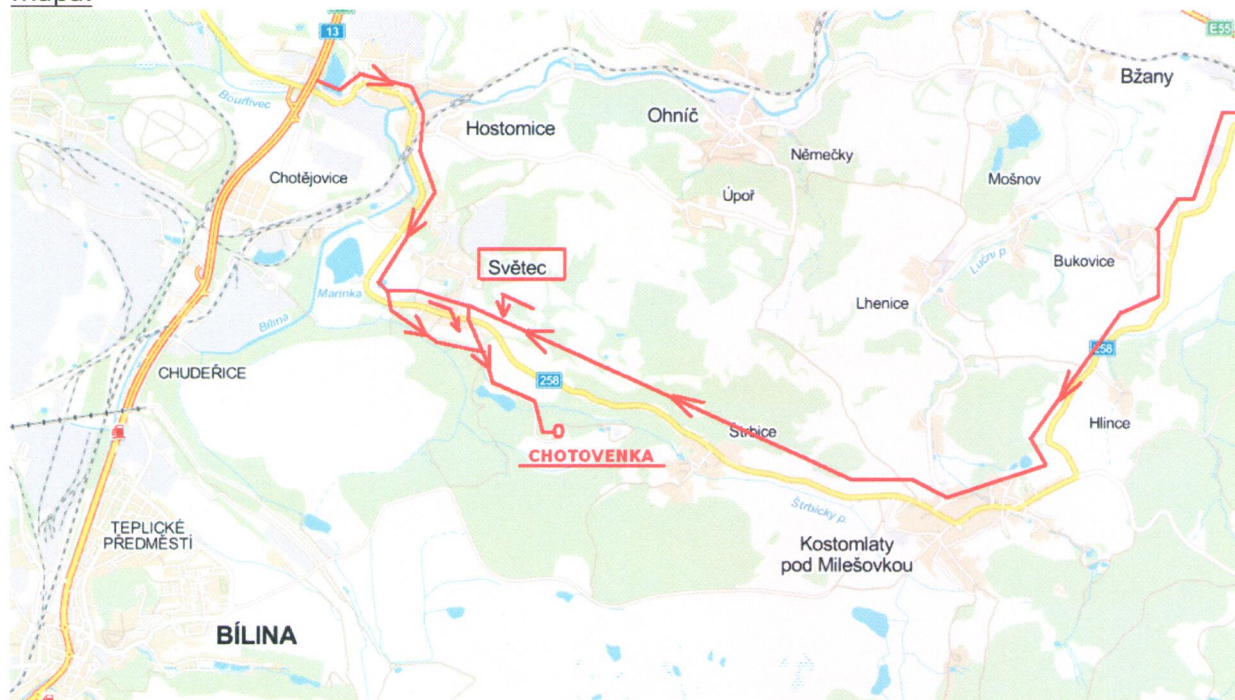 mapa:
13
E55
Bžany
Bouřlivec
Hostomice
Ohníč
Němečky
Chotějovice
Mošnov
Úpoř
Bukovice
Luční p.
Světec
Marinka
Lhenice
Bílina
258
CHUDEŘICE
258
Hlince
Štrbice
CHOTOVENKA
Štrbický p.
TEPLICKÉ
PŘEDMĚSTÍ
Kostomlaty
pod Milešovkou
BÍLINA